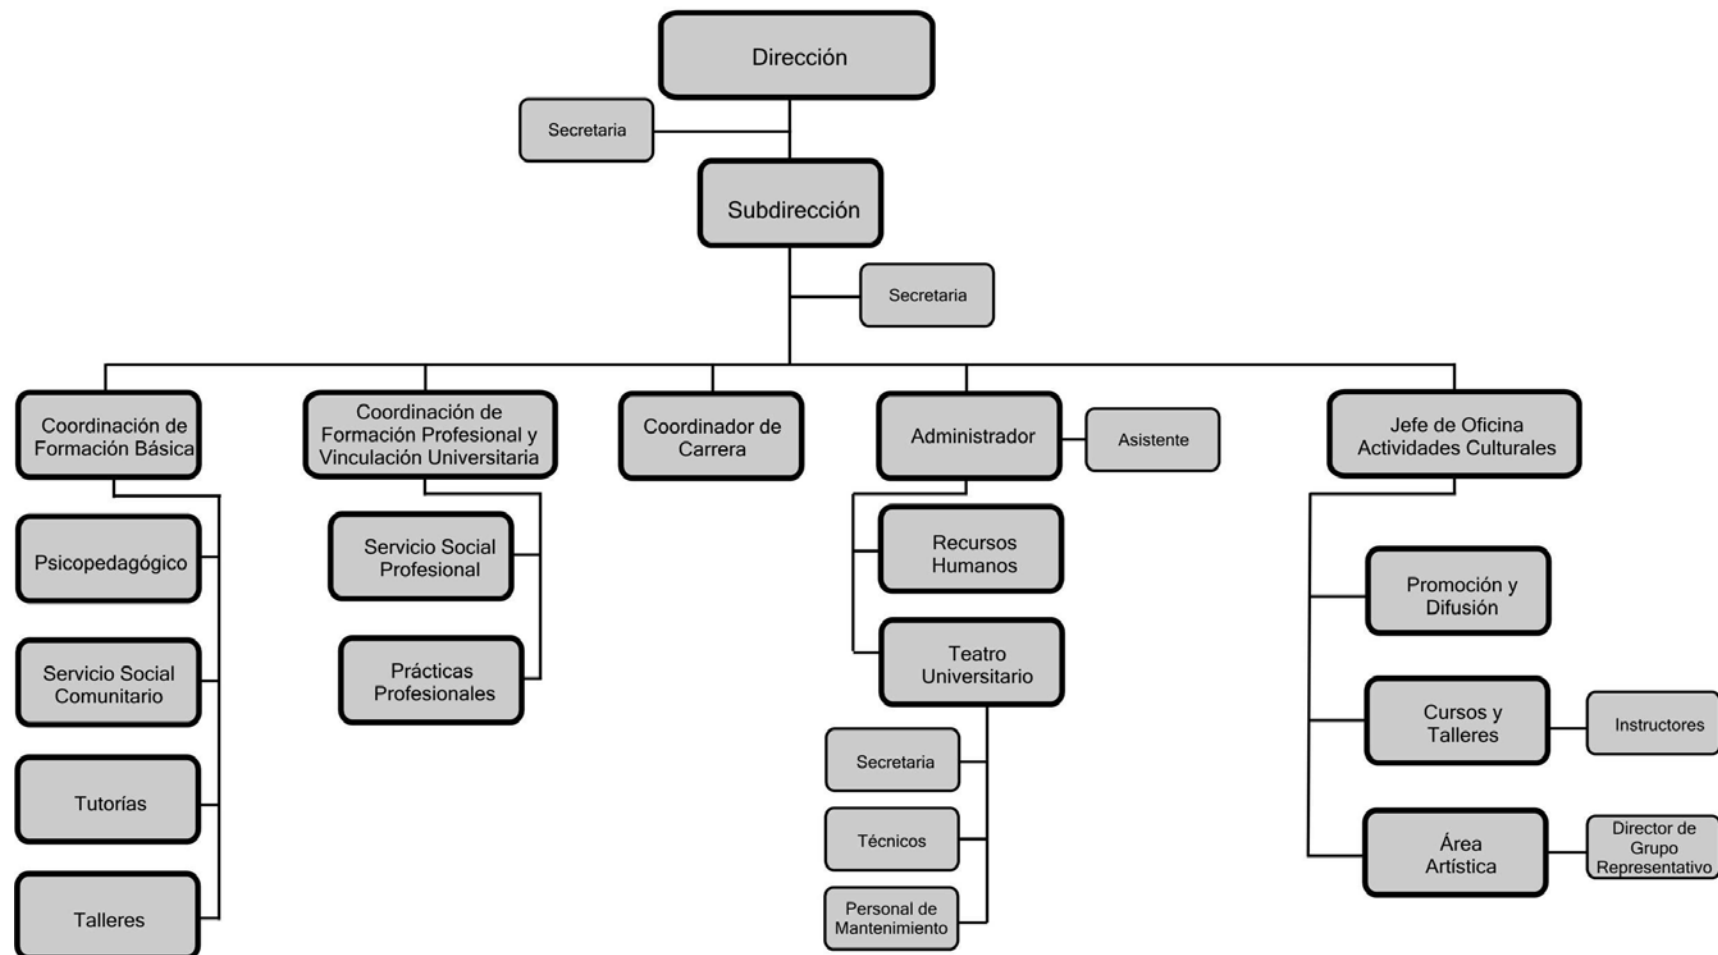 Dirección
Secretaria
Subdirección
Secretaria
Coordinación de
Formación Básica
Coordinación de
Formación Profesional y
Vinculación Universitaria
Coordinador de
Carrera
Administrador
Asistente
Jefe de Oficina
Actividades Culturales
Psicopedagógico
Servicio Social
Comunitario
Tutorías
Talleres
Servicio Social
Profesional
Prácticas
Profesionales
Recursos
Humanos
Teatro
Universitario
Secretaria
Técnicos
Personal de
Mantenimiento
Promoción y
Difusión
Cursos y
Talleres
Instructores
Área
Artística
Director de
Grupo
Representativo